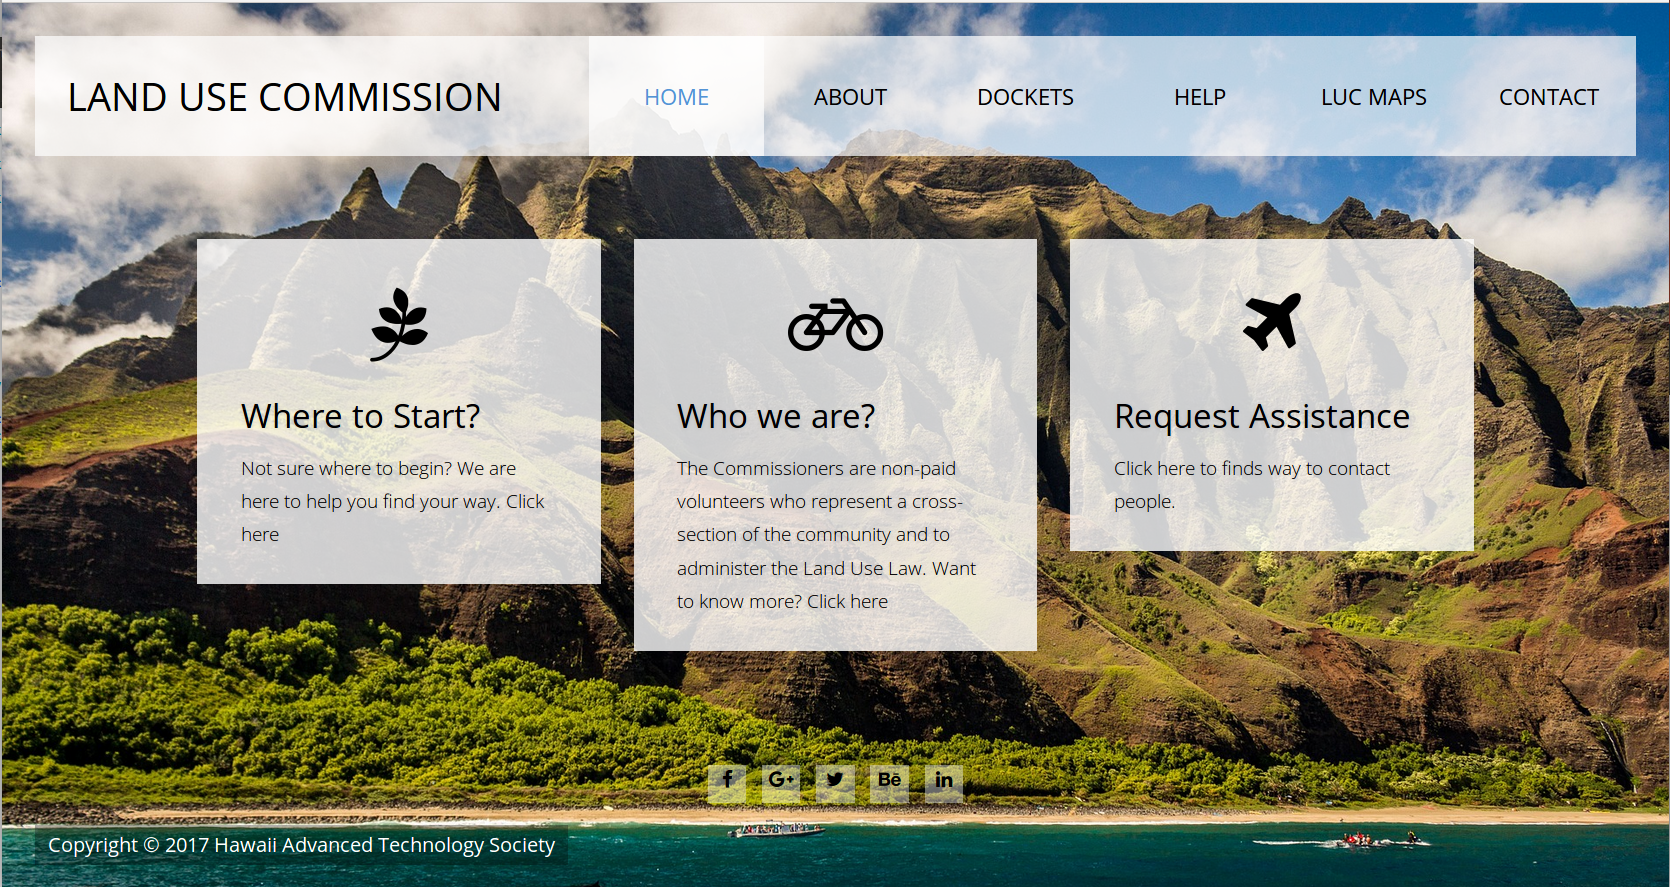 LAND USE COMMISSION
HOME
ABOUT
DOCKETS
HELP
LUC MAPS
CONTACT
Where to Start?
Not sure where to begin? We are
here to help you find your way. Click
here
Who we are?
The Commissioners are non-paid
volunteers who represent a cross-
section of the community and to
administer the Land Use Law. Want
to know more? Click here
Request Assistance
Click here to finds way to contact
people.
f
G+
Bē
in
Copyright © 2017 Hawaii Advanced Technology Society